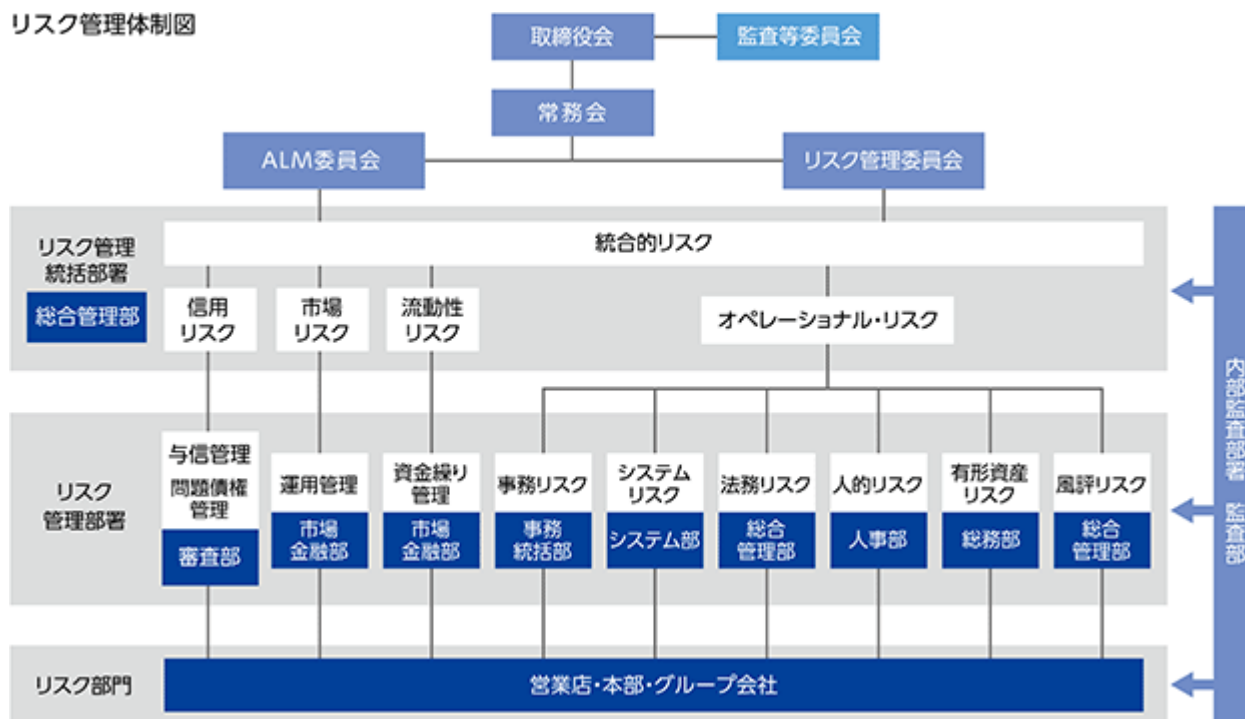 リスク管理体制図
取締役会
監査等委員会
常務会
ALM委員会
リスク管理委員会
リスク管理
統括部署
総合管理部
統合的リスク
信用
リスク
市場
リスク
流動性
リスク
オペレーショナル・リスク
リスク
管理部署
与信管理
問題債権
管理
審査部
運用管理
市場
金融部
資金繰り
管理
市場
金融部
事務リスク
事務
統括部
システム
リスク
システム部
法務リスク
総合
管理部
人的リスク
人事部
有形資産
リスク
総務部
風評リスク
総合
管理部
リスク部門
営業店・本部・グループ会社
内部監査部署 監査部